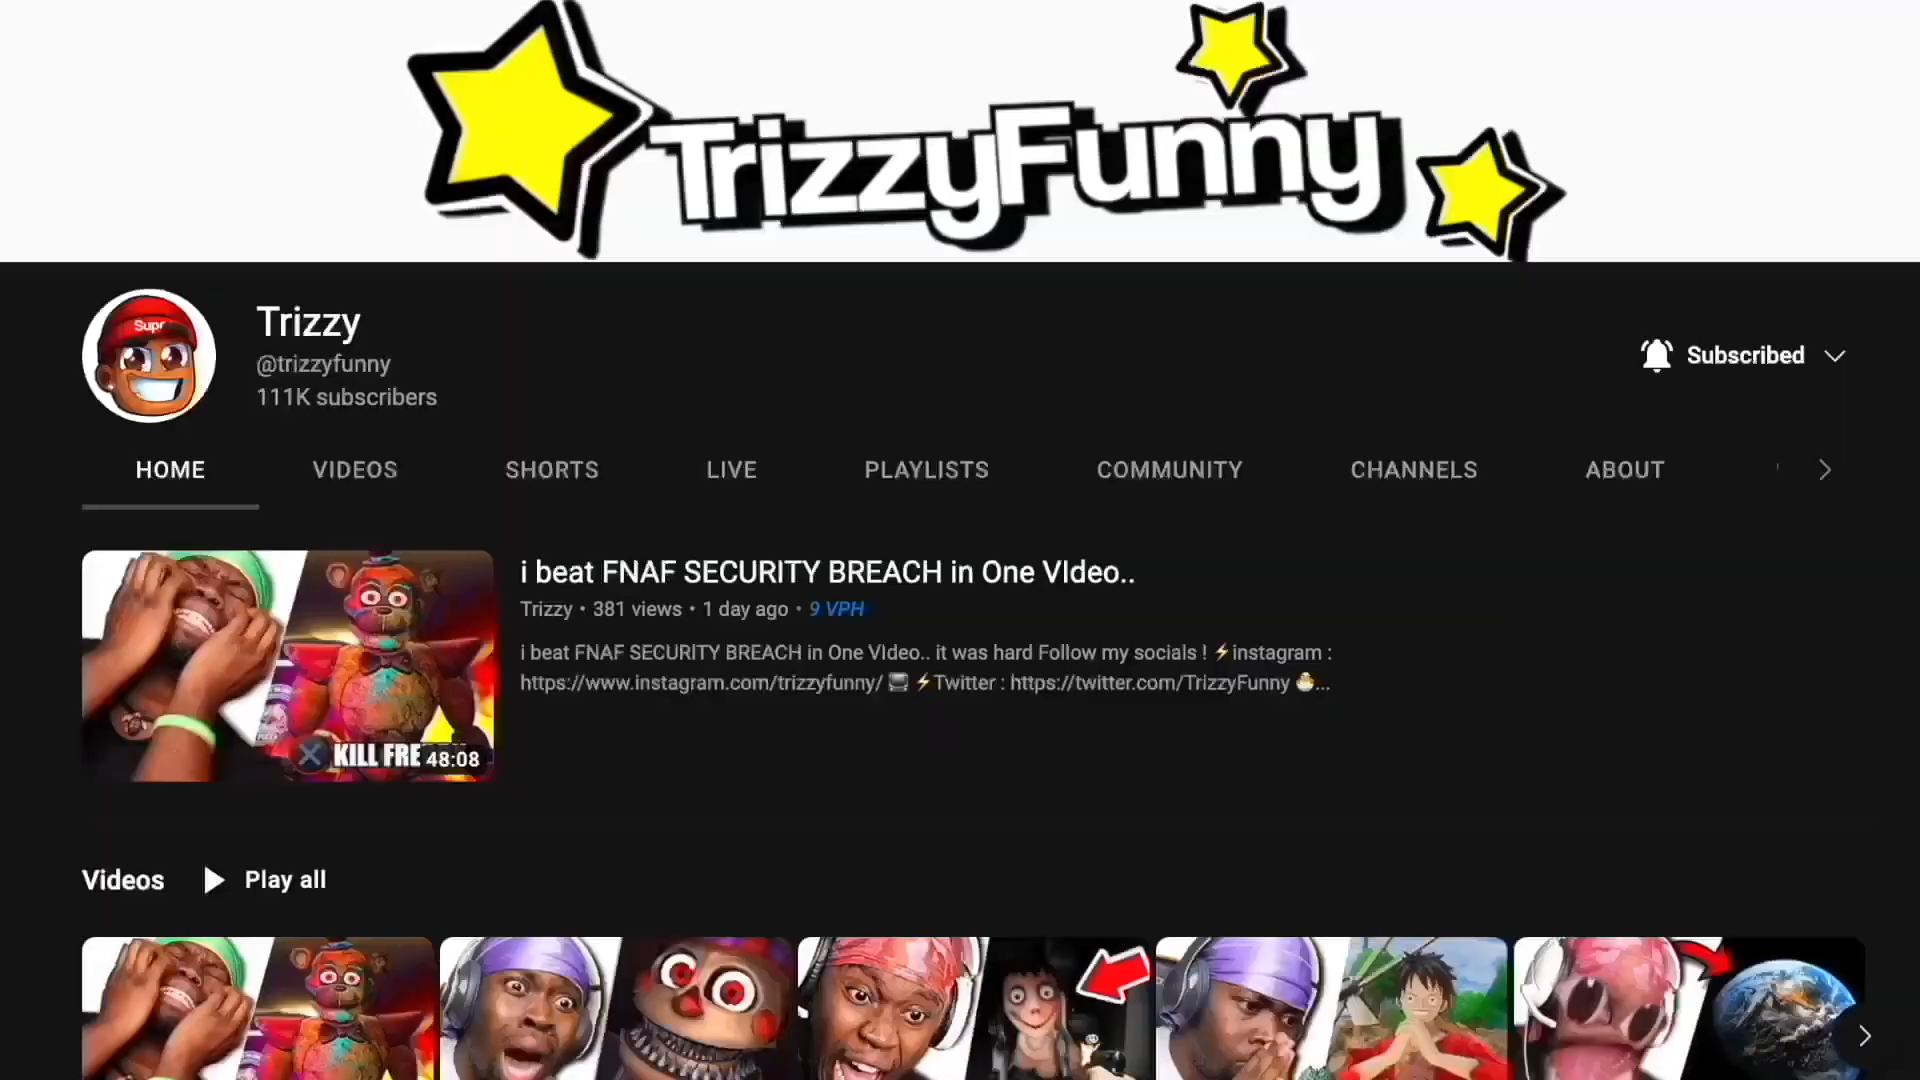 TrizzyFunny
Supr
Trizzy
@trizzyfunny
111K subscribers
Subscribed
HOME VIDEOS SHORTS LIVE PLAYLISTS COMMUNITY CHANNELS ABOUT
i beat FNAF SECURITY BREACH in One VIdeo..
Trizzy • 381 views • 1 day ago • 9 VPH
i beat FNAF SECURITY BREACH in One VIdeo.. it was hard Follow my socials ! ⚡instagram :
https://www.instagram.com/trizzyfunny/ ⚡Twitter : https://twitter.com/TrizzyFunny ...
KILL FRE 48:08
Videos Play all